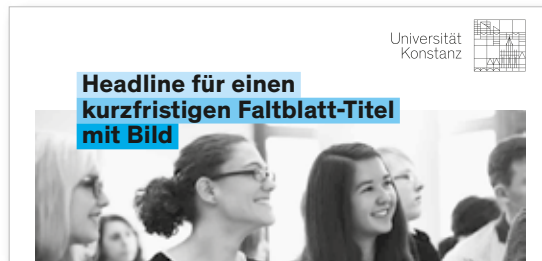 Universität
Konstanz
Headline für einen
kurzfristigen Faltblatt-Titel
mit Bild